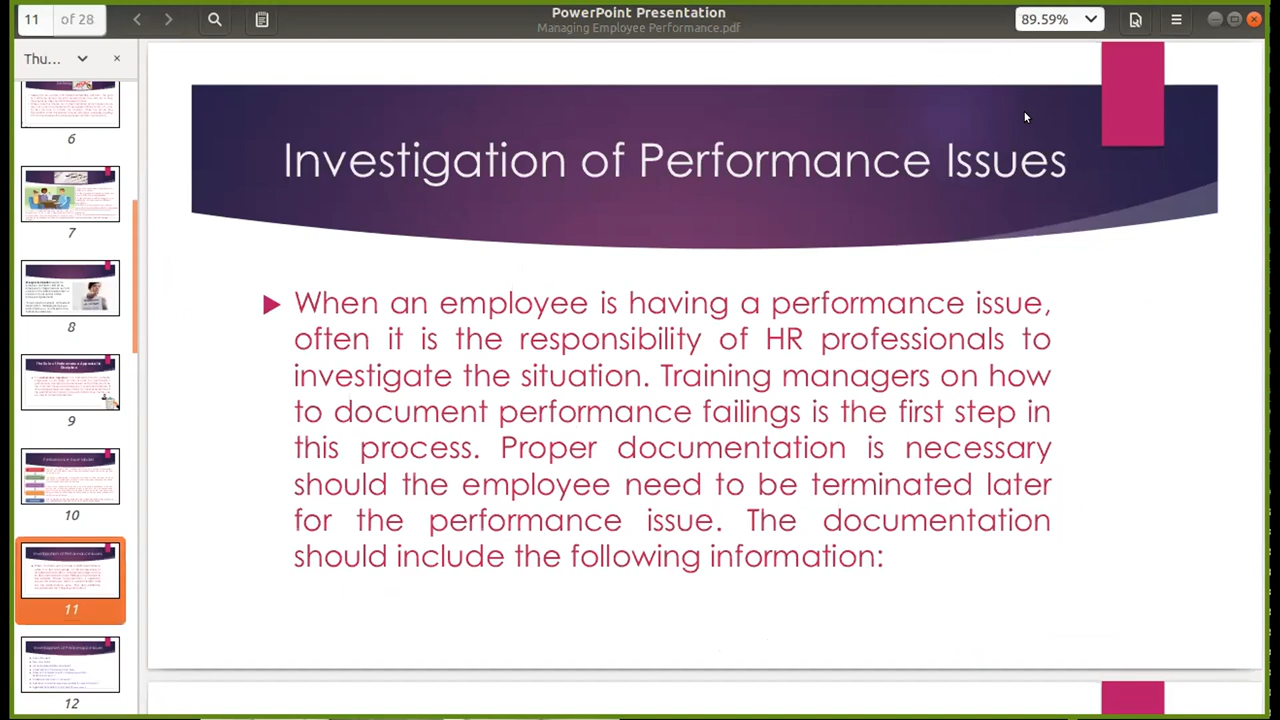 11 of 28
PowerPoint Presentation
Managing Employee Performance.pdf
89.59%
Thu...
6
7
8
9
10
11
12
Investigation of Performance Issues
When an employee is having a performance issue,
often it is the responsibility of HR professionals to
investigate the situation. Training managers on how
to document performance failings is the first step in
this process. Proper documentation is necessary
should the employee need to be terminated later
for the performance issue. The documentation
should include the following information: